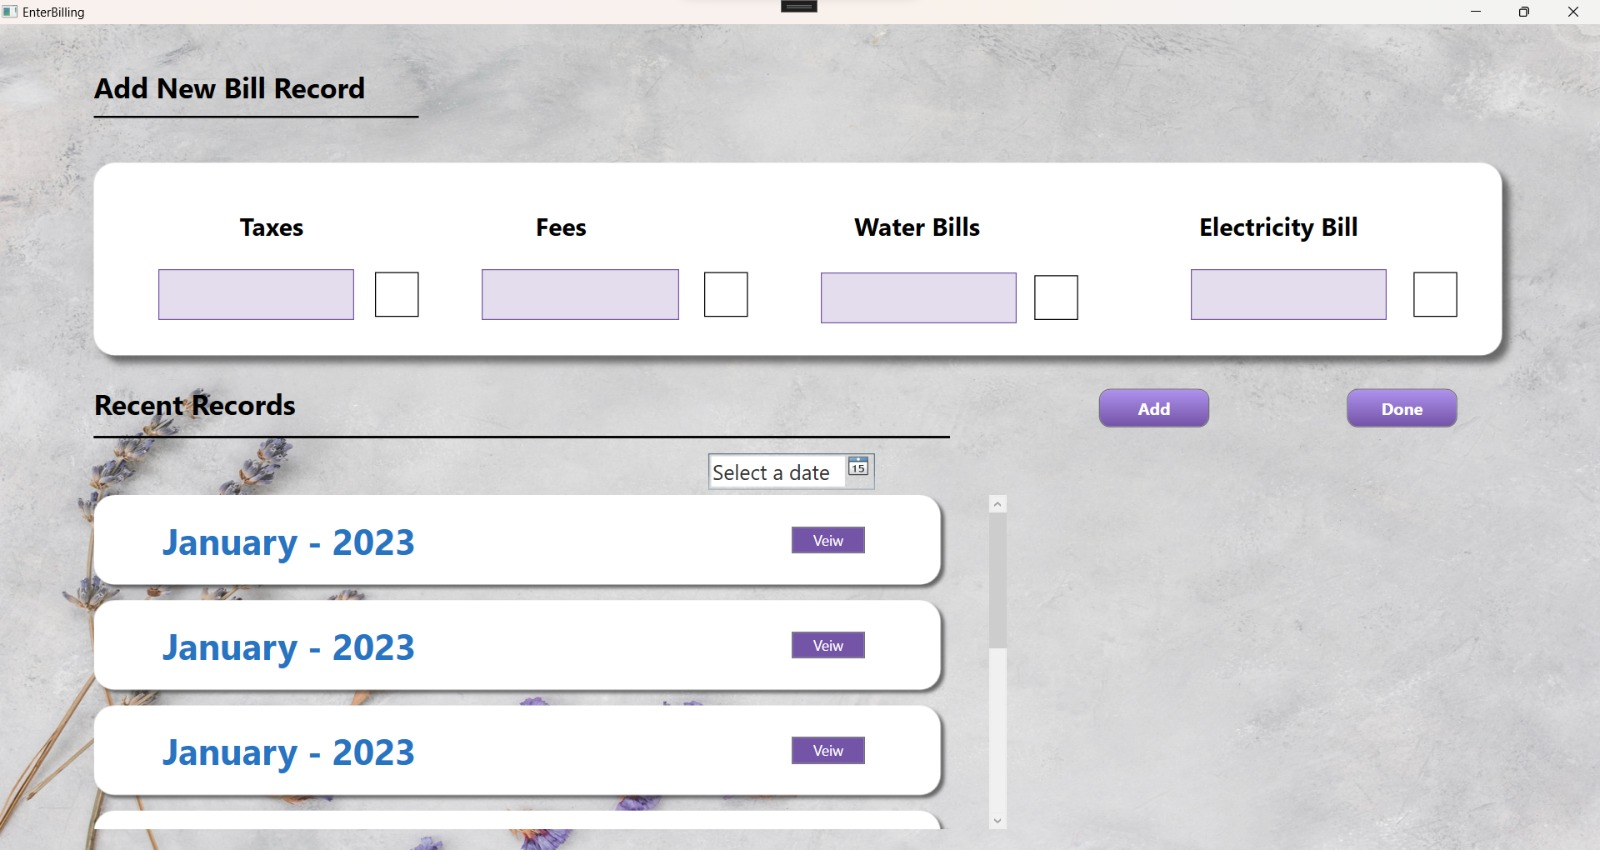 EnterBilling
Add New Bill Record
Taxes Fees Water Bills Electricity Bill
Recent Records
Add Done
Select a date 15
January - 2023 Veiw
January - 2023 Veiw
January - 2023 Veiw